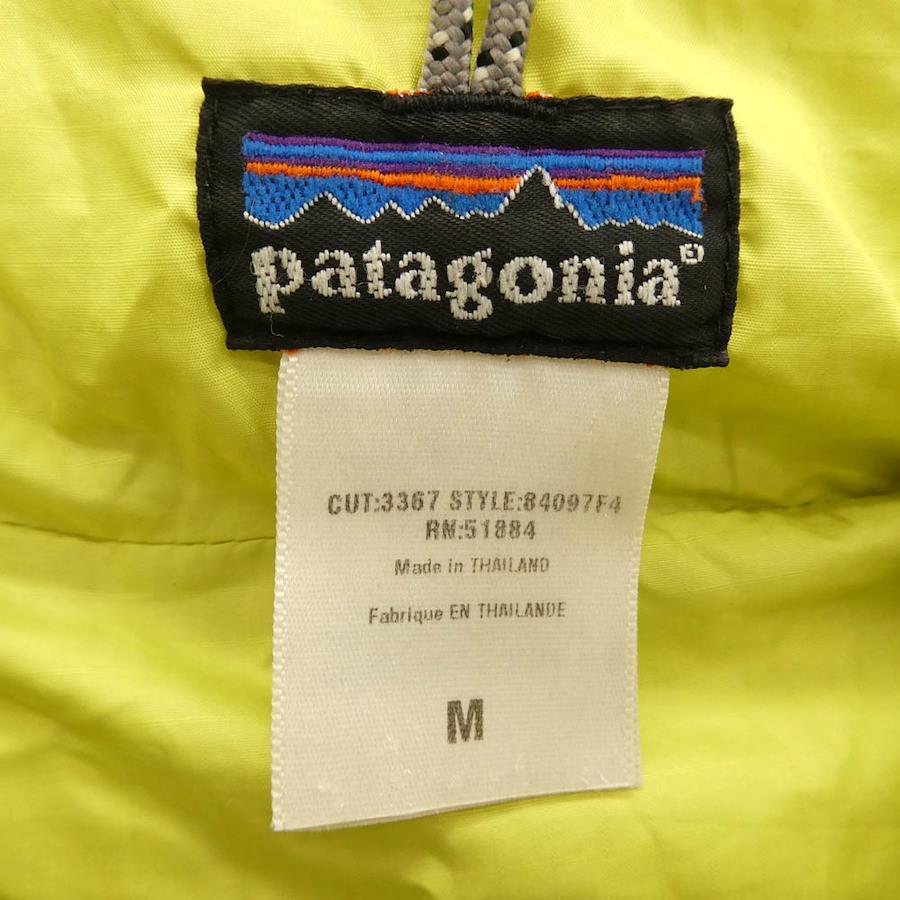 patagonia®
CUT:3367 STYLE:84097F4
RN:51884
Made in THAILAND
Fabrique EN THAILANDE
M